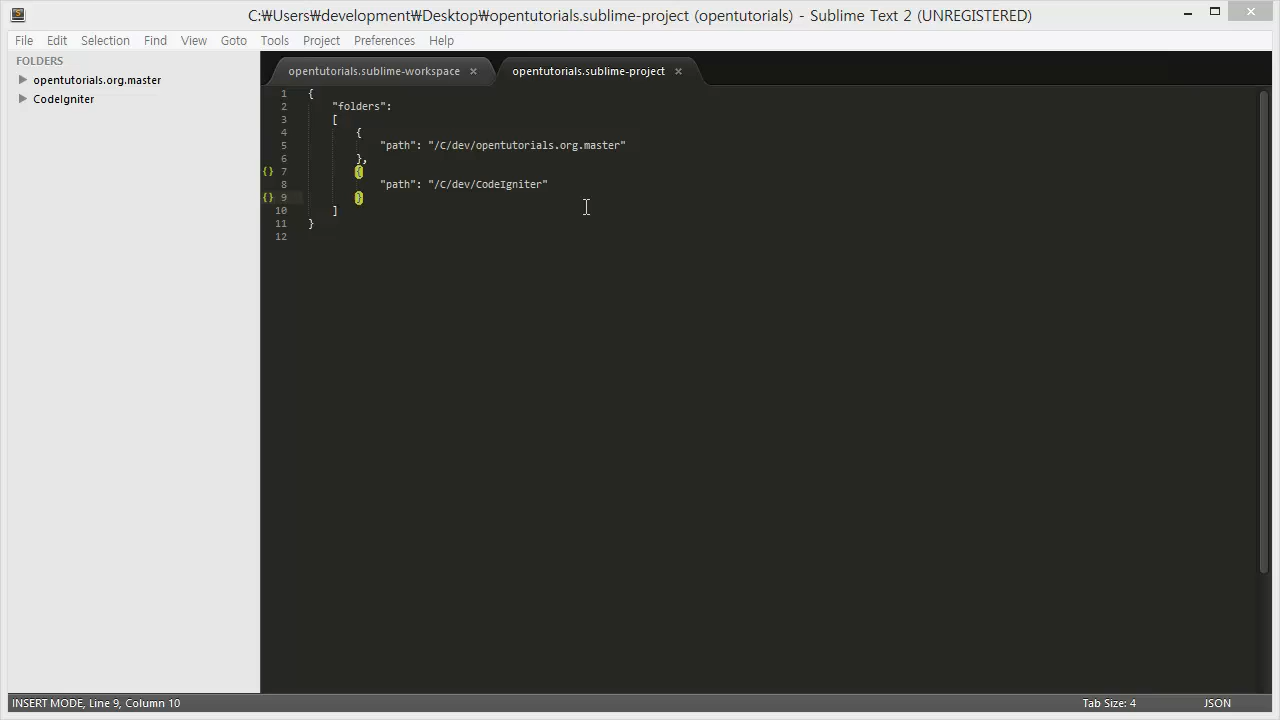 C:₩Users₩development₩Desktop₩opentutorials.sublime-project (opentutorials) - Sublime Text 2 (UNREGISTERED)
File Edit Selection Find View Goto Tools Project Preferences Help
FOLDERS
opentutorials.org.master
CodeIgniter
opentutorials.sublime-workspace × opentutorials.sublime-project ×
1 {
2 "folders":
3 [
4 {
5 "path": "/C/dev/opentutorials.org.master"
6 },
{} 7 {
8 "path": "/C/dev/CodeIgniter"
{} 9 }
10 ]
11 }
12
INSERT MODE, Line 9, Column 10 Tab Size: 4 JSON